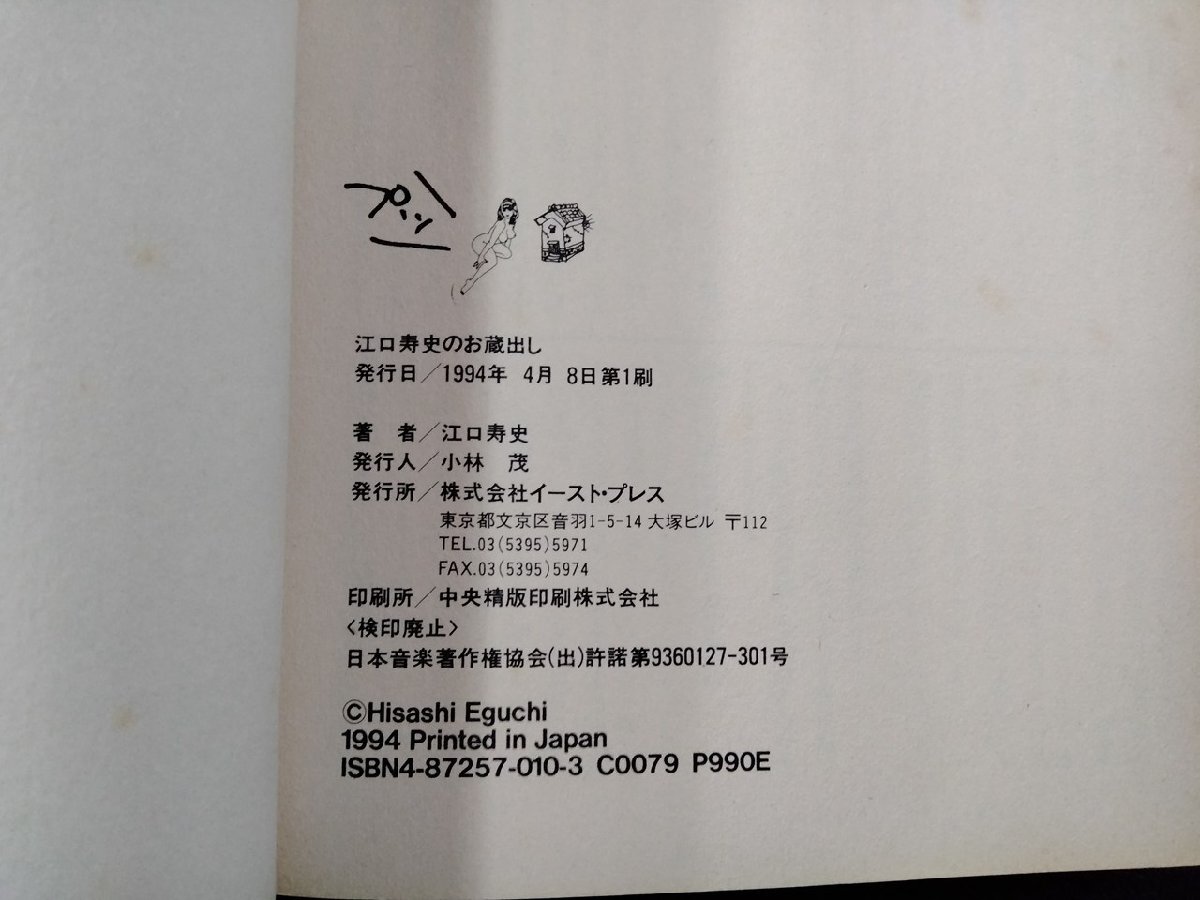 プッツン
江口寿史のお蔵出し
発行日/1994年 4月 8日第1刷
著 者/江口寿史
発行人/小林 茂
発行所/株式会社イースト・プレス
東京都文京区音羽1-5-14 大塚ビル 〒112
TEL.03(5395)5971
FAX.03(5395)5974
印刷所/中央精版印刷株式会社
〈検印廃止〉
日本音楽著作権協会(出)許諾第9360127-301号
©Hisashi Eguchi
1994 Printed in Japan
ISBN4-87257-010-3 C0079 P990E